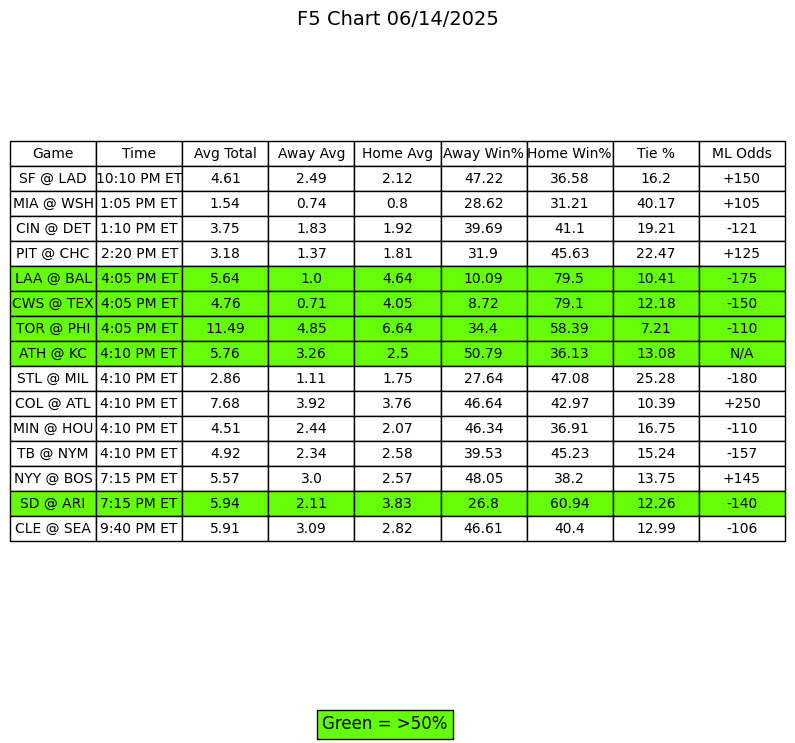 F5 Chart 06/14/2025
Game Time Avg Total Away Avg Home Avg Away Win% Home Win% Tie % ML Odds
SF @ LAD 10:10 PM ET 4.61 2.49 2.12 47.22 36.58 16.2 +150
MIA @ WSH 1:05 PM ET 1.54 0.74 0.8 28.62 31.21 40.17 +105
CIN @ DET 1:10 PM ET 3.75 1.83 1.92 39.69 41.1 19.21 -121
PIT @ CHC 2:20 PM ET 3.18 1.37 1.81 31.9 45.63 22.47 +125
LAA @ BAL 4:05 PM ET 5.64 1.0 4.64 10.09 79.5 10.41 -175
CWS @ TEX 4:05 PM ET 4.76 0.71 4.05 8.72 79.1 12.18 -150
TOR @ PHI 4:05 PM ET 11.49 4.85 6.64 34.4 58.39 7.21 -110
ATH @ KC 4:10 PM ET 5.76 3.26 2.5 50.79 36.13 13.08 N/A
STL @ MIL 4:10 PM ET 2.86 1.11 1.75 27.64 47.08 25.28 -180
COL @ ATL 4:10 PM ET 7.68 3.92 3.76 46.64 42.97 10.39 +250
MIN @ HOU 4:10 PM ET 4.51 2.44 2.07 46.34 36.91 16.75 -110
TB @ NYM 4:10 PM ET 4.92 2.34 2.58 39.53 45.23 15.24 -157
NYY @ BOS 7:15 PM ET 5.57 3.0 2.57 48.05 38.2 13.75 +145
SD @ ARI 7:15 PM ET 5.94 2.11 3.83 26.8 60.94 12.26 -140
CLE @ SEA 9:40 PM ET 5.91 3.09 2.82 46.61 40.4 12.99 -106
Green = >50%